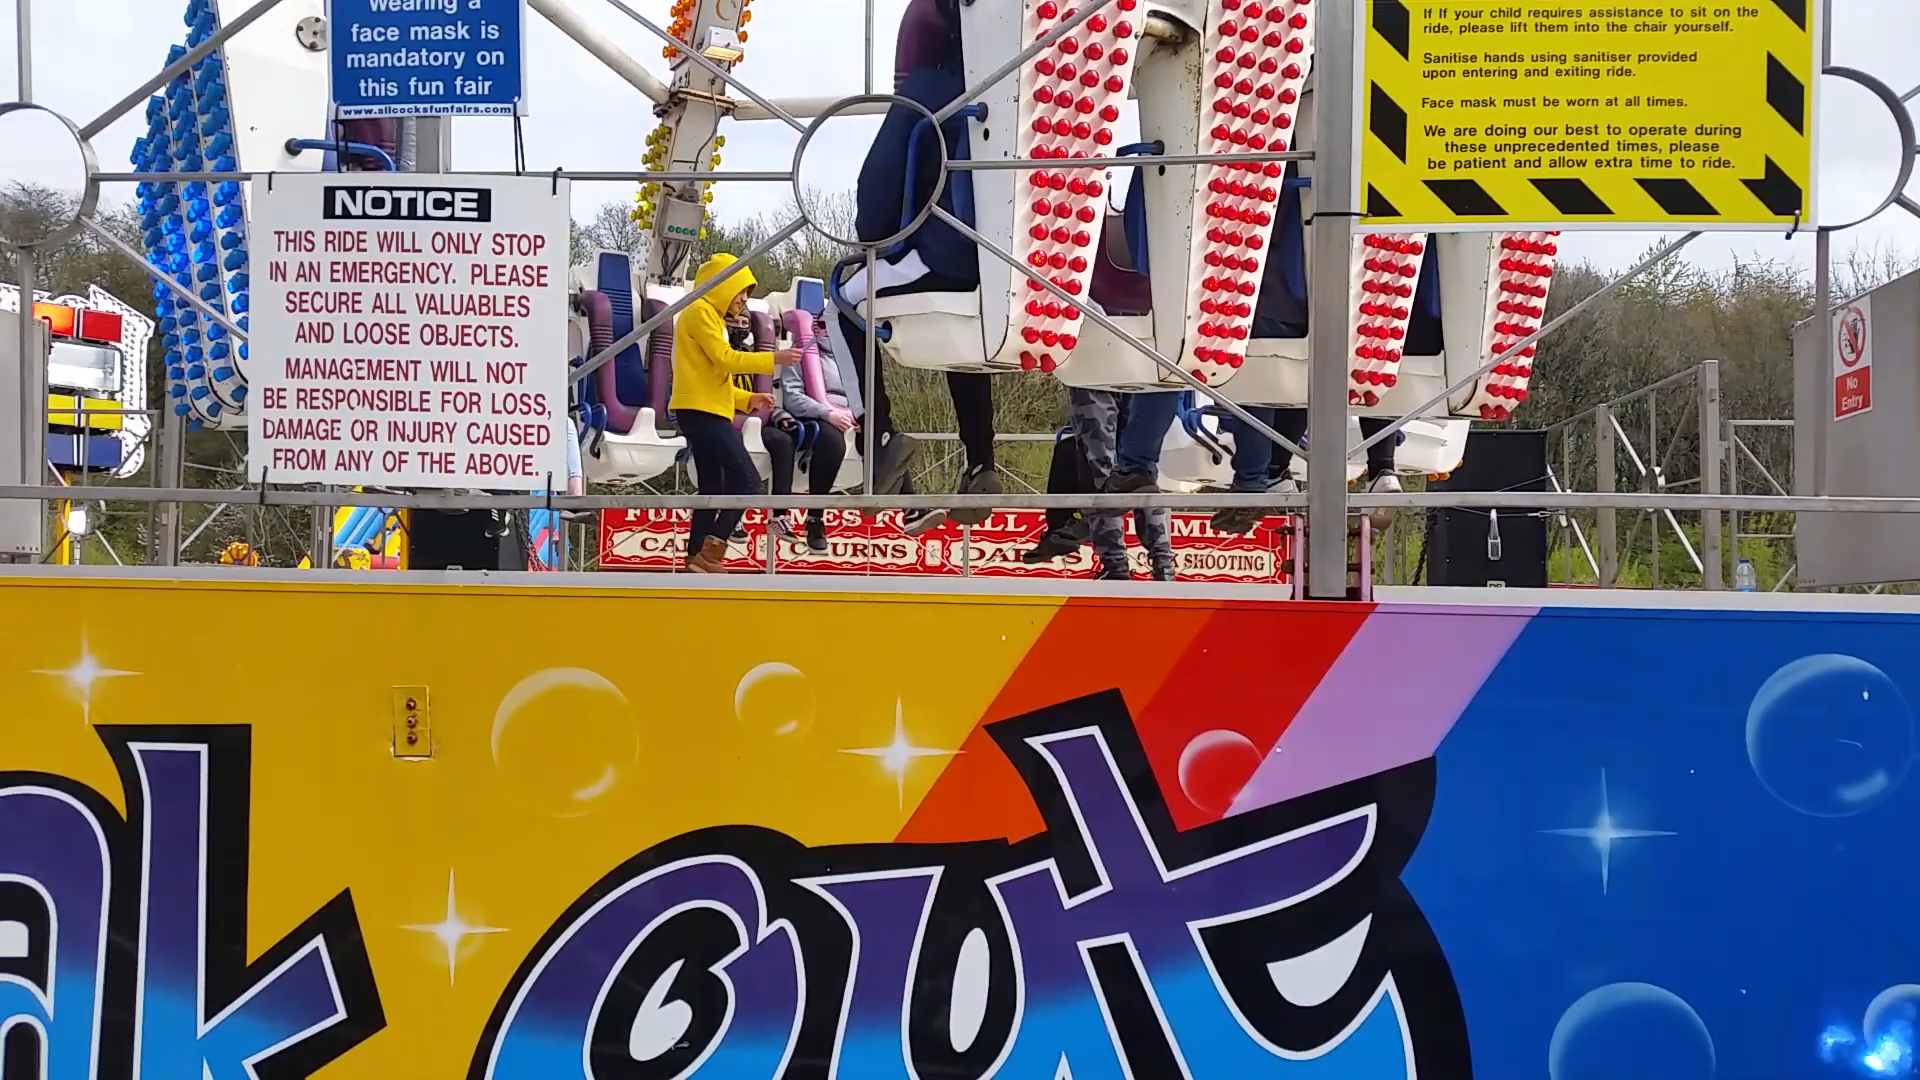 Wearing a
face mask is
mandatory on
this fun fair
www.silcocksfunfairs.com
If If your child requires assistance to sit on the
ride, please lift them into the chair yourself.
Sanitise hands using sanitiser provided
upon entering and exiting ride.
Face mask must be worn at all times.
We are doing our best to operate during
these unprecedented times, please
be patient and allow extra time to ride.
NOTICE
THIS RIDE WILL ONLY STOP
IN AN EMERGENCY. PLEASE
SECURE ALL VALUABLES
AND LOOSE OBJECTS.
MANAGEMENT WILL NOT
BE RESPONSIBLE FOR LOSS,
DAMAGE OR INJURY CAUSED
FROM ANY OF THE ABOVE.
No
Entry
GAMES
SHOOTING
ak out